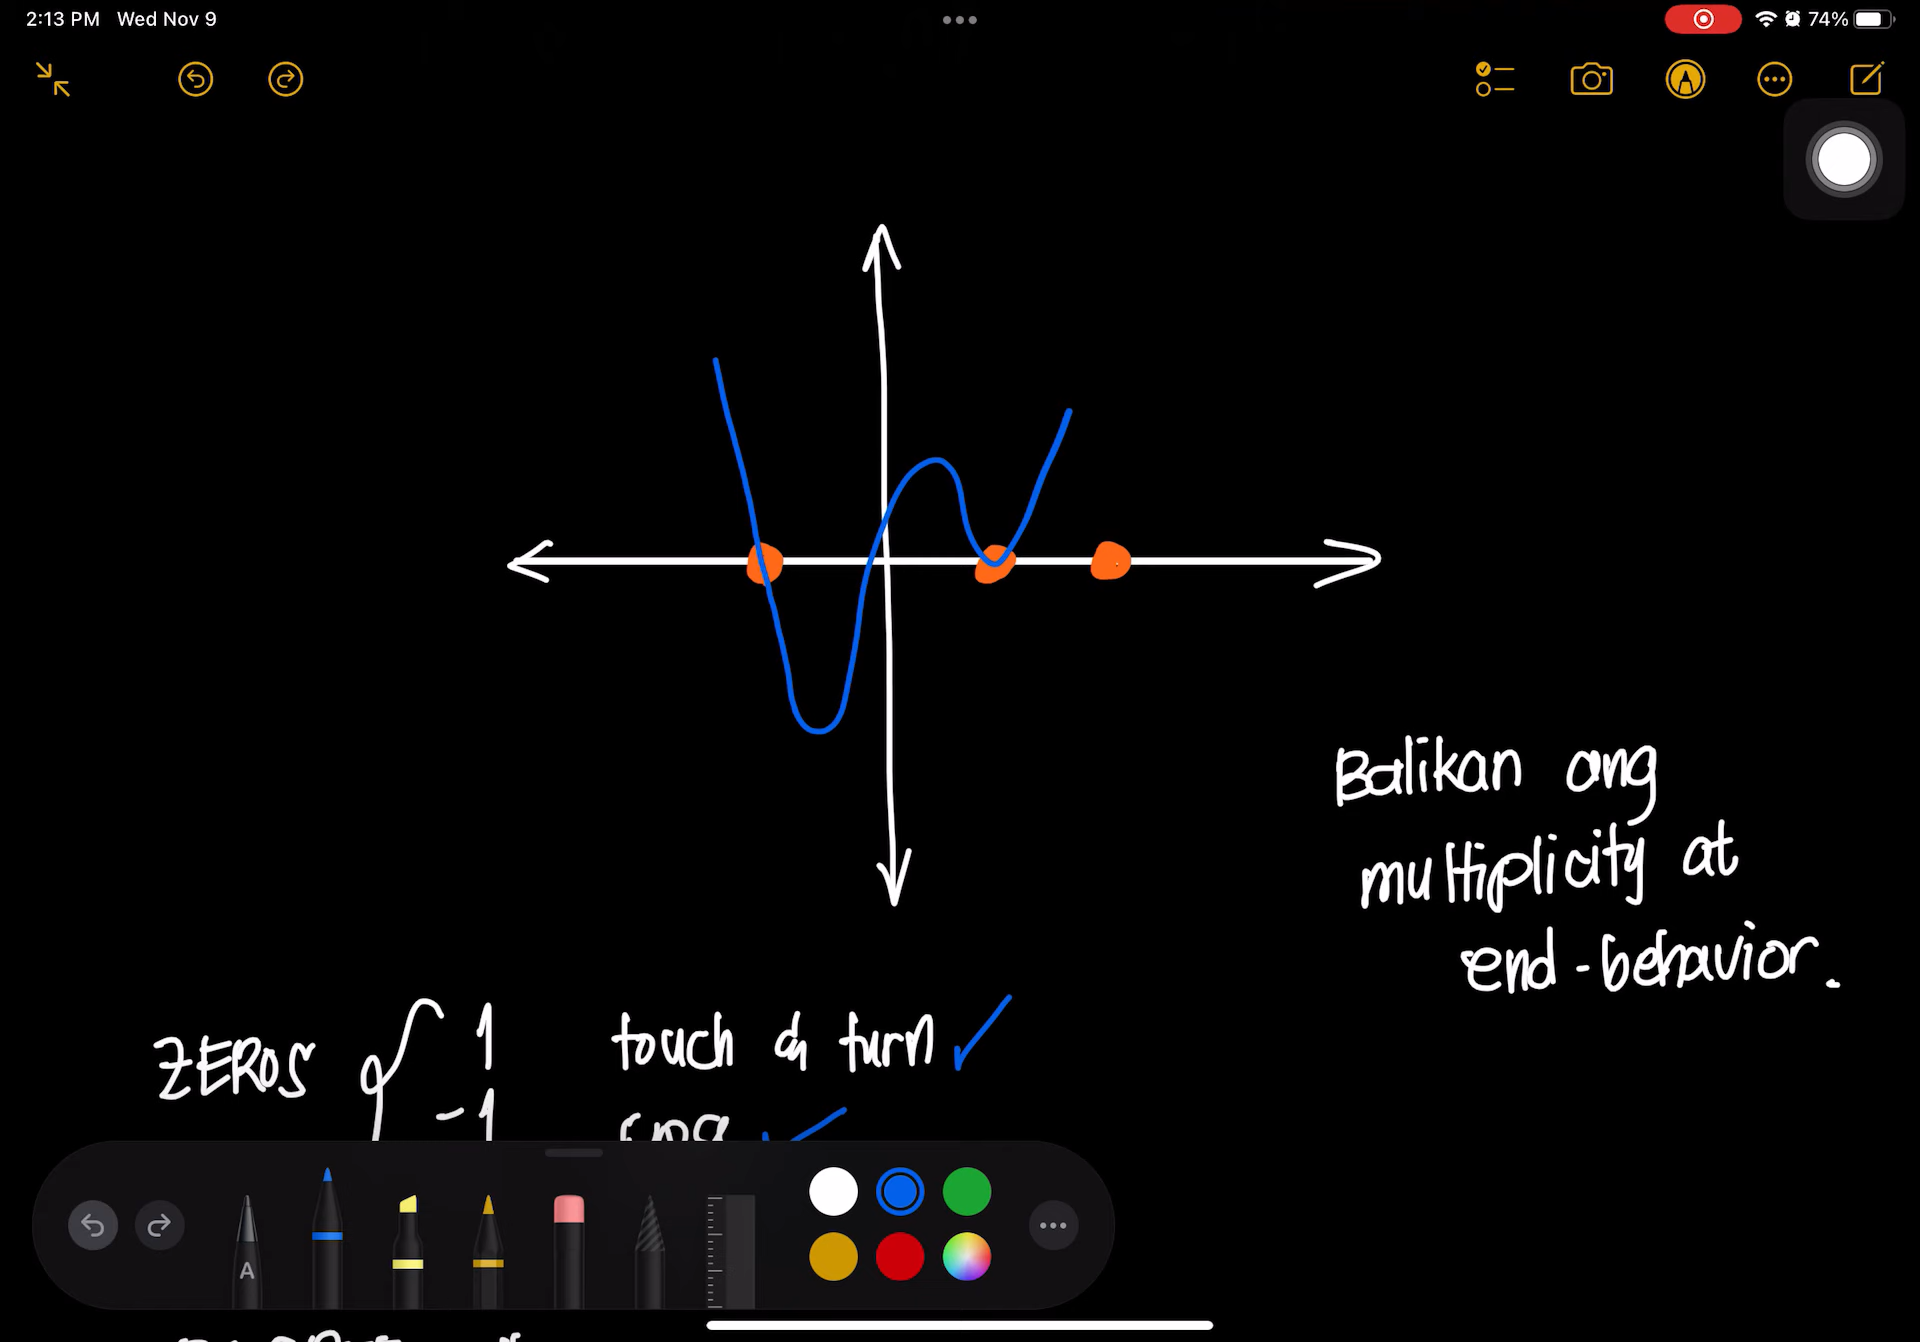 2:13 PM Wed Nov 9
74%
Balikan ang
multiplicity at
end-behavior.
ZEROS { 1 touch & turn ✓
-1
A